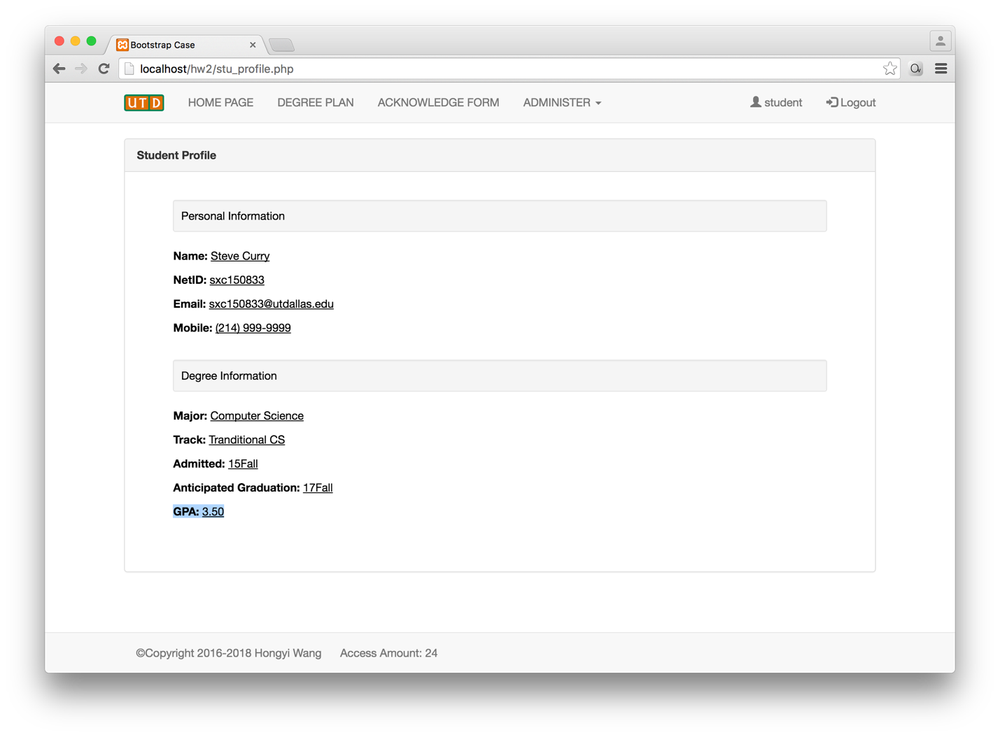 Bootstrap Case
localhost/hw2/stu_profile.php
UTD HOME PAGE DEGREE PLAN ACKNOWLEDGE FORM ADMINISTER student Logout
Student Profile
Personal Information
Name: Steve Curry
NetID: sxc150833
Email: sxc150833@utdallas.edu
Mobile: (214) 999-9999
Degree Information
Major: Computer Science
Track: Tranditional CS
Admitted: 15Fall
Anticipated Graduation: 17Fall
GPA: 3.50
©Copyright 2016-2018 Hongyi Wang Access Amount: 24